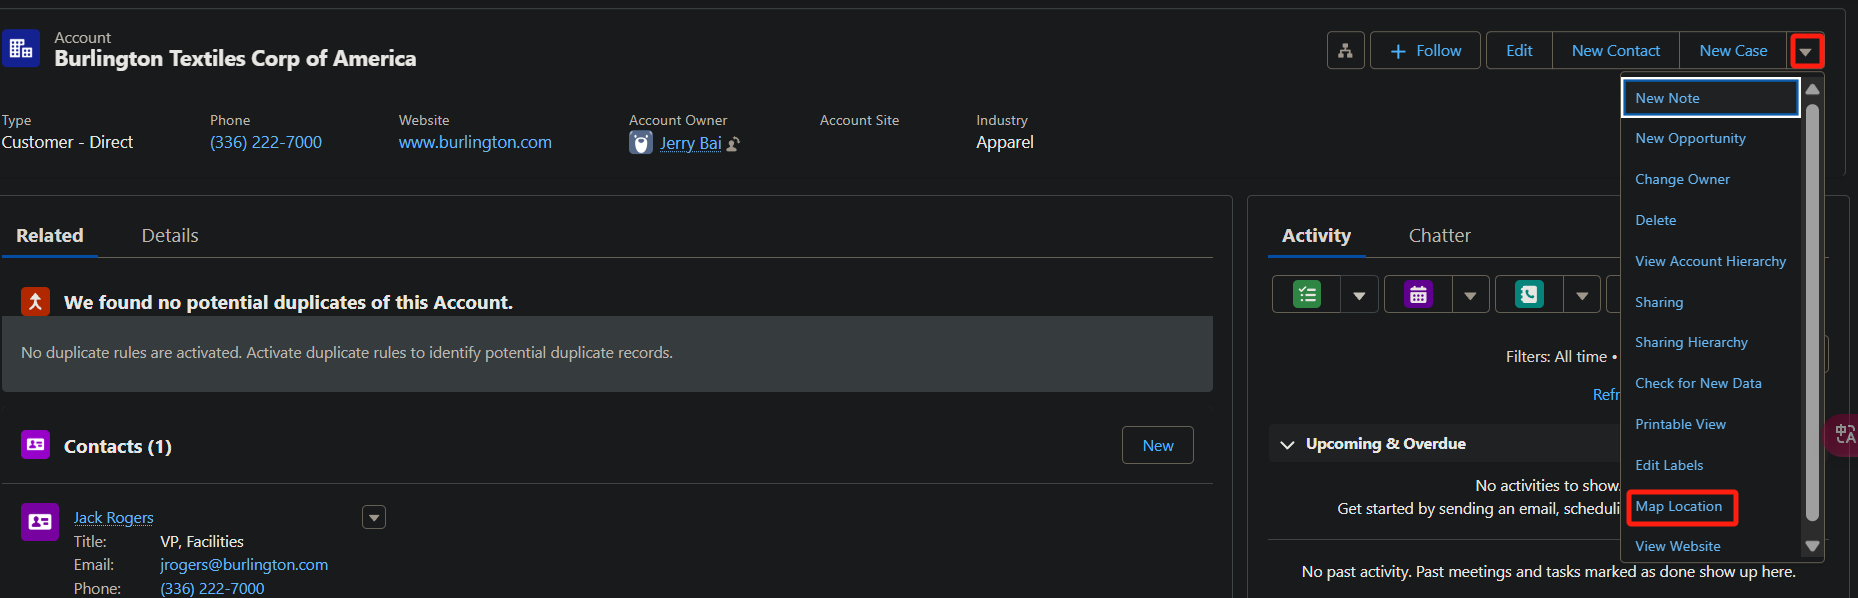 Account
Burlington Textiles Corp of America
Follow
Edit
New Contact
New Case
Type
Customer - Direct
Phone
(336) 222-7000
Website
www.burlington.com
Account Owner
Jerry Bai
Account Site
Industry
Apparel
New Note
New Opportunity
Change Owner
Delete
View Account Hierarchy
Sharing
Sharing Hierarchy
Check for New Data
Printable View
Edit Labels
Map Location
View Website
Related
Details
We found no potential duplicates of this Account.
No duplicate rules are activated. Activate duplicate rules to identify potential duplicate records.
Contacts (1)
New
Jack Rogers
Title:
VP, Facilities
Email:
jrogers@burlington.com
Phone:
(336) 222-7000
Activity
Chatter
Filters: All time •
Refr
Upcoming & Overdue
No activities to show.
Get started by sending an email, scheduli
No past activity. Past meetings and tasks marked as done show up here.
中A